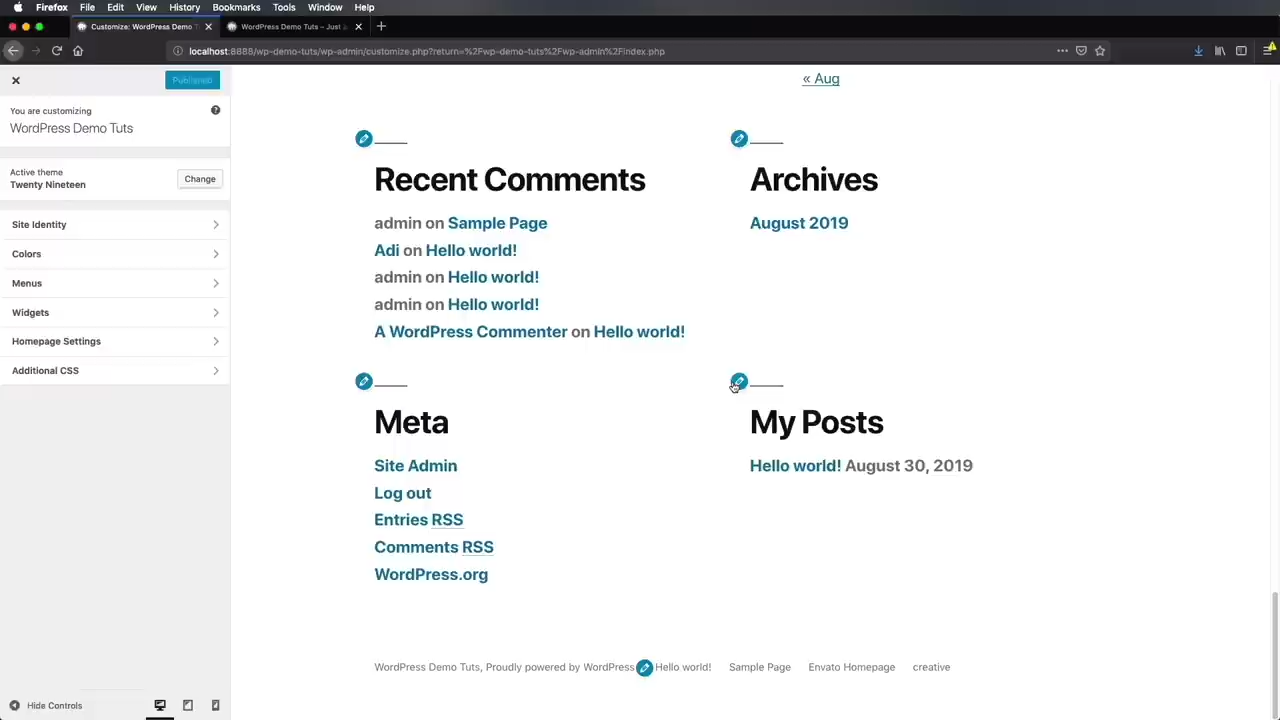 Firefox File Edit View History Bookmarks Tools Window Help
Customize: WordPress Demo T
WordPress Demo Tuts – Just a
localhost:8888/wp-demo-tuts/wp-admin/customize.php?return=%2Fwp-demo-tuts%2Fwp-admin%2Findex.php
Published
You are customizing
WordPress Demo Tuts
Active theme
Twenty Nineteen
Change
Site Identity
Colors
Menus
Widgets
Homepage Settings
Additional CSS
Hide Controls
« Aug
Recent Comments
admin on Sample Page
Adi on Hello world!
admin on Hello world!
admin on Hello world!
A WordPress Commenter on Hello world!
Archives
August 2019
Meta
Site Admin
Log out
Entries RSS
Comments RSS
WordPress.org
My Posts
Hello world! August 30, 2019
WordPress Demo Tuts, Proudly powered by WordPress Hello world! Sample Page Envato Homepage creative